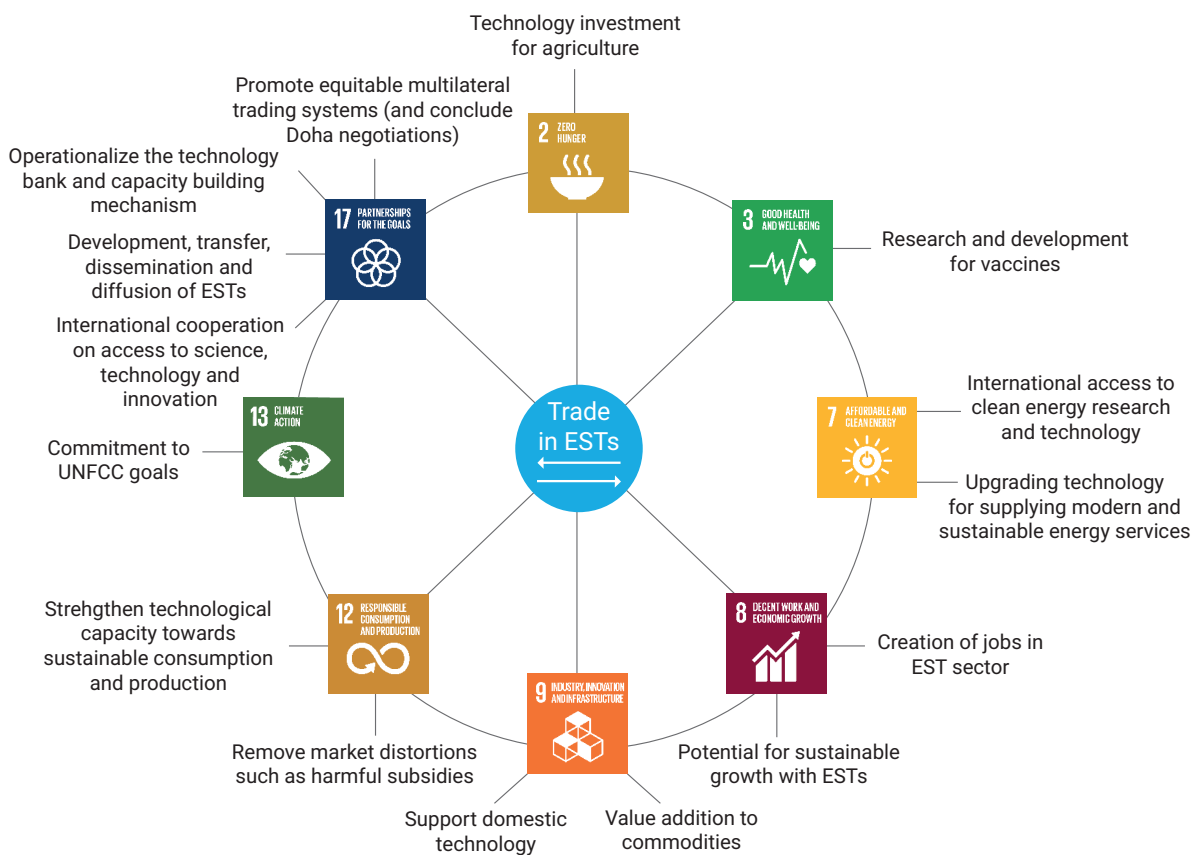 Technology investment
for agriculture
Promote equitable multilateral
trading systems (and conclude
Doha negotiations)
Operationalize the technology
bank and capacity building
mechanism
Development, transfer,
dissemination and
diffusion of ESTs
International cooperation
on access to science,
technology and
innovation
17 PARTNERSHIPS
FOR THE GOALS
2 ZERO
HUNGER
3 GOOD HEALTH
AND WELL-BEING
Research and development
for vaccines
13 CLIMATE
ACTION
Commitment to
UNFCC goals
Trade
in ESTs
7 AFFORDABLE AND
CLEAN ENERGY
International access to
clean energy research
and technology
Upgrading technology
for supplying modern and
sustainable energy services
12 RESPONSIBLE
CONSUMPTION
AND PRODUCTION
Strehgthen technological
capacity towards
sustainable consumption
and production
Remove market distortions
such as harmful subsidies
9 INDUSTRY, INNOVATION
AND INFRASTRUCTURE
Support domestic
technology
Value addition to
commodities
8 DECENT WORK AND
ECONOMIC GROWTH
Creation of jobs in
EST sector
Potential for sustainable
growth with ESTs